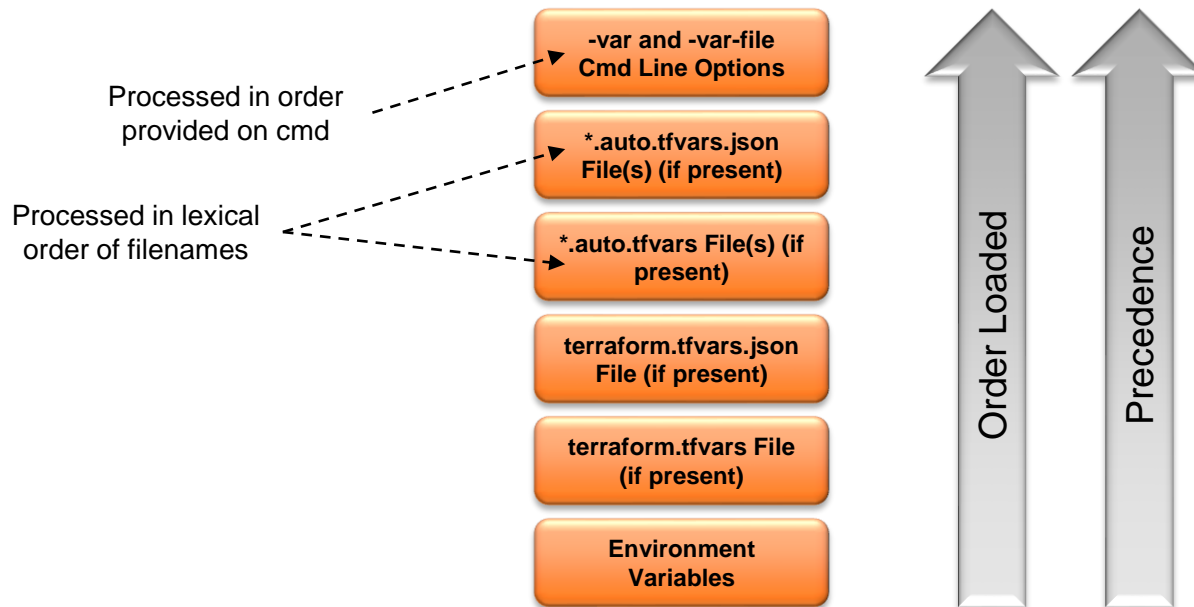 -var and -var-file
Cmd Line Options
Processed in order
provided on cmd
*.auto.tfvars.json
File(s) (if present)
Processed in lexical
order of filenames
*.auto.tfvars File(s) (if
present)
terraform.tfvars.json
File (if present)
terraform.tfvars File
(if present)
Environment
Variables
Order Loaded
Precedence